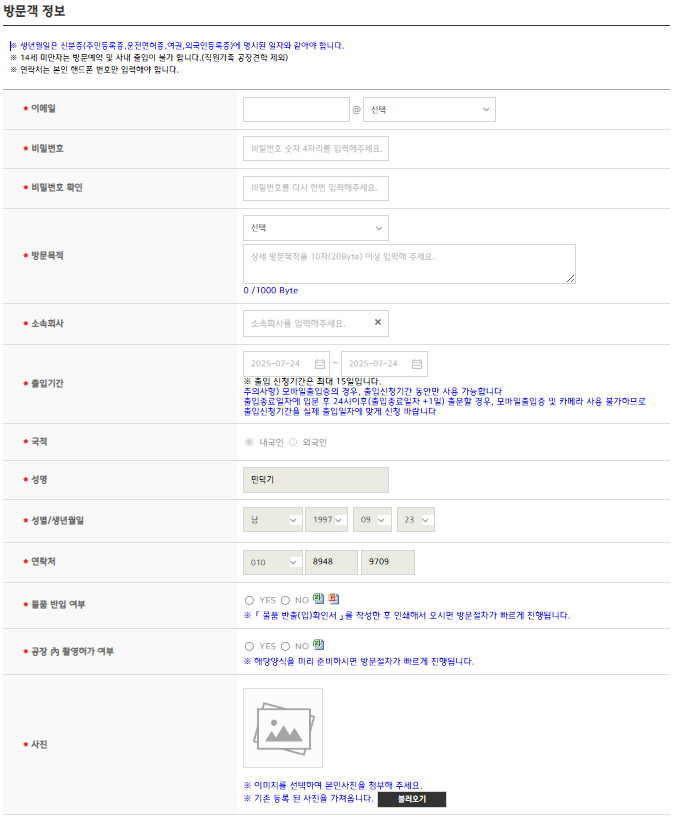 방문객 정보
※ 생년월일은 신분증(주민등록증,운전면허증,여권,외국인등록증)에 명시된 일자와 같아야 합니다.
※ 14세 미만자는 방문예약 및 사내 출입이 불가 합니다.(직원가족 공장견학 제외)
※ 연락처는 본인 핸드폰 번호만 입력해야 합니다.
* 이메일 @ 선택
* 비밀번호 비밀번호 숫자 4자리를 입력해주세요.
* 비밀번호 확인 비밀번호를 다시 한번 입력해주세요.
* 방문목적 선택
상세 방문목적을 10자(20Byte) 이상 입력해 주세요.
0 /1000 Byte
* 소속회사 소속회사를 입력해주세요. ×
* 출입기간 2025-07-24 ~ 2025-07-24
※ 출입 신청기간은 최대 15일입니다.
주의사항) 모바일출입증의 경우, 출입신청기간 동안만 사용 가능합니다
출입종료일자에 입문 후 24시이후(출입종료일자 +1일) 출문할 경우, 모바일출입증 및 카메라 사용 불가하므로
출입신청기간을 실제 출입일자에 맞게 신청 바랍니다
* 국적 내국인 외국인
* 성명 민덕기
* 성별/생년월일 남 1997 09 23
* 연락처 010 8948 9709
* 물품 반입 여부 YES NO
※ 「 물품 반출(입)확인서 」를 작성한 후 인쇄해서 오시면 방문절차가 빠르게 진행됩니다.
* 공장 內 촬영허가 여부 YES NO
※ 해당양식을 미리 준비하시면 방문절차가 빠르게 진행됩니다.
* 사진
※ 이미지를 선택하여 본인사진을 첨부해 주세요.
※ 기존 등록 된 사진을 가져옵니다. 불러오기